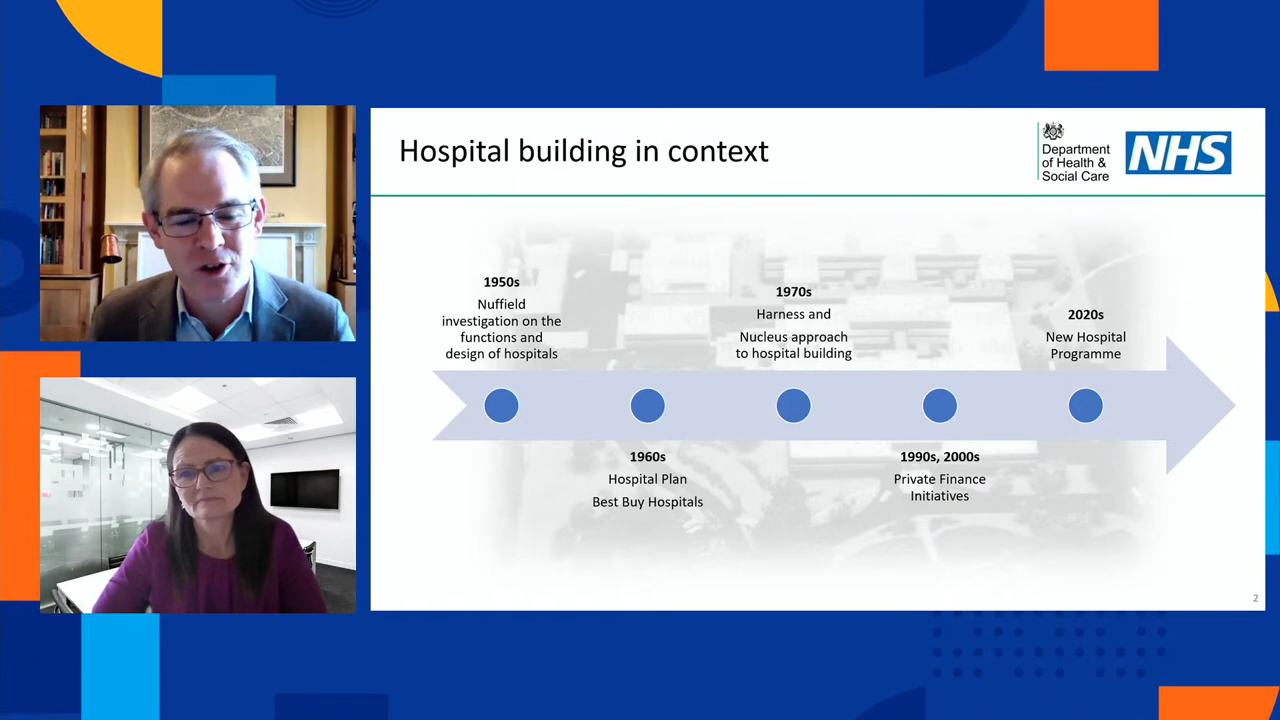 Hospital building in context
Department
of Health &
Social Care
NHS
1950s
Nuffield
investigation on the
functions and
design of hospitals
1960s
Hospital Plan
Best Buy Hospitals
1970s
Harness and
Nucleus approach
to hospital building
1990s, 2000s
Private Finance
Initiatives
2020s
New Hospital
Programme
2